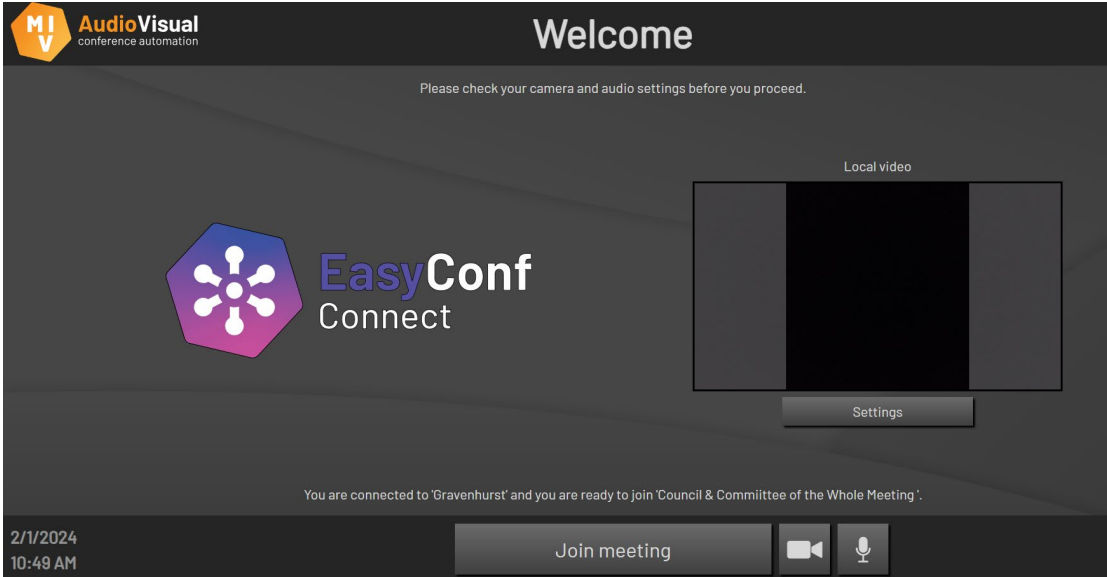 MIV
AudioVisual
conference automation
Welcome
Please check your camera and audio settings before you proceed.
Local video
EasyConf
Connect
Settings
You are connected to 'Gravenhurst' and you are ready to join 'Council & Commiittee of the Whole Meeting '.
2/1/2024
10:49 AM
Join meeting